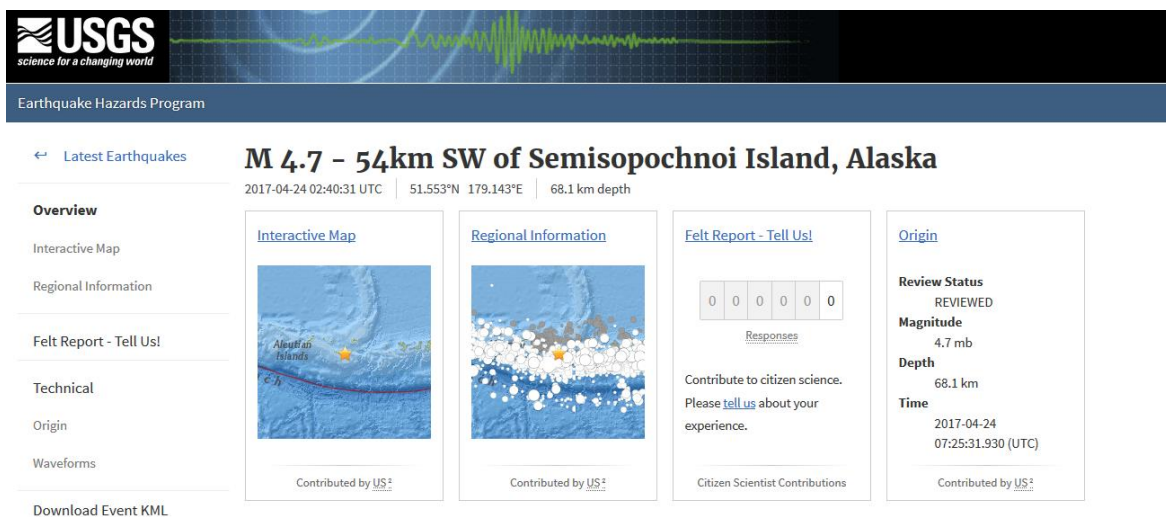 USGS
science for a changing world
Earthquake Hazards Program
↩ Latest Earthquakes
Overview
Interactive Map
Regional Information
Felt Report - Tell Us!
Technical
Origin
Waveforms
Download Event KML
M 4.7 - 54km SW of Semisopochnoi Island, Alaska
2017-04-24 02:40:31 UTC 51.553°N 179.143°E 68.1 km depth
Interactive Map
Aleutian
Islands
Contributed by US ²
Regional Information
Contributed by US ²
Felt Report - Tell Us!
0 0 0 0 0 0
Responses
Contribute to citizen science.
Please tell us about your
experience.
Citizen Scientist Contributions
Origin
Review Status
REVIEWED
Magnitude
4.7 mb
Depth
68.1 km
Time
2017-04-24
07:25:31.930 (UTC)
Contributed by US ²